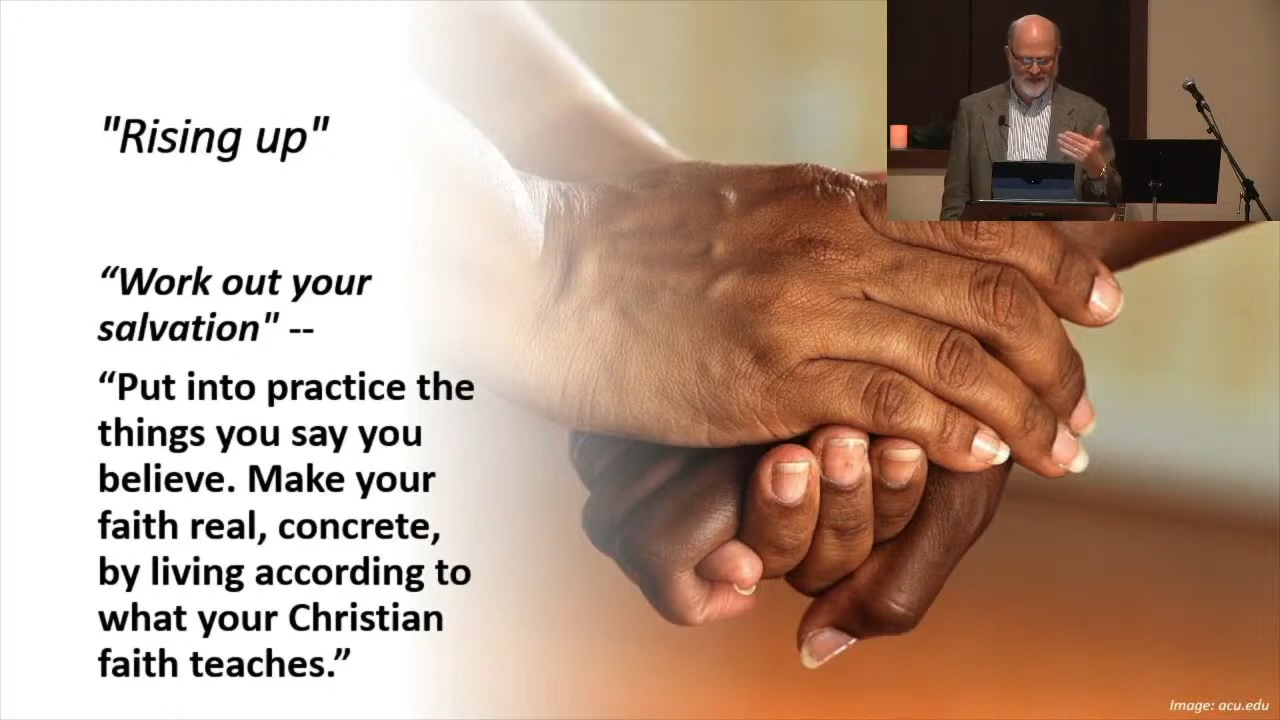 "Rising up"
“Work out your
salvation" --
“Put into practice the
things you say you
believe. Make your
faith real, concrete,
by living according to
what your Christian
faith teaches.”
Image: acu.edu